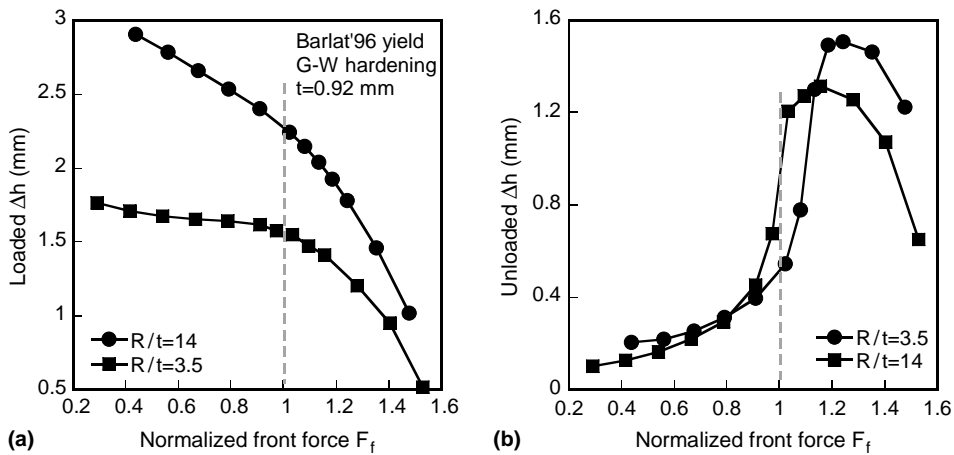 3
2.5
2
1.5
1
0.5
Loaded Δh (mm)
Barlat'96 yield
G-W hardening
t=0.92 mm
R/t=14
R/t=3.5
0.2 0.4 0.6 0.8 1 1.2 1.4 1.6
(a) Normalized front force Ff
1.6
1.2
0.8
0.4
0
Unloaded Δh (mm)
R/t=3.5
R/t=14
0.2 0.4 0.6 0.8 1 1.2 1.4 1.6
(b) Normalized front force Ff